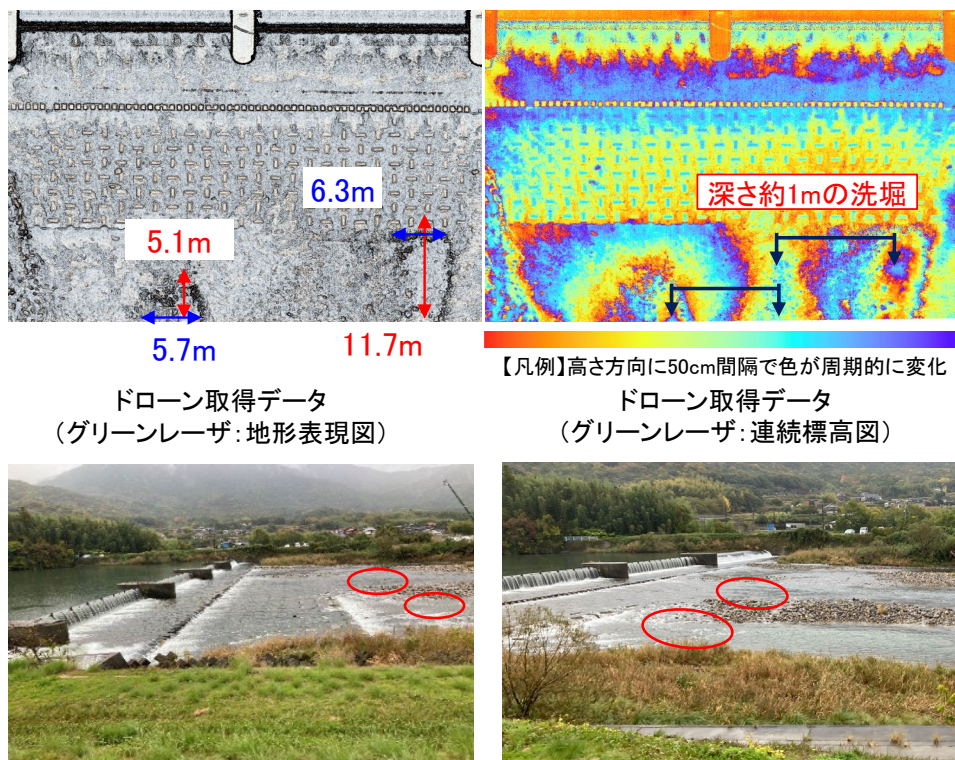 6.3m
深さ約1mの洗堀
5.1m
5.7m
11.7m
【凡例】高さ方向に50cm間隔で色が周期的に変化
ドローン取得データ
（グリーンレーザ：地形表現図）
ドローン取得データ
（グリーンレーザ：連続標高図）